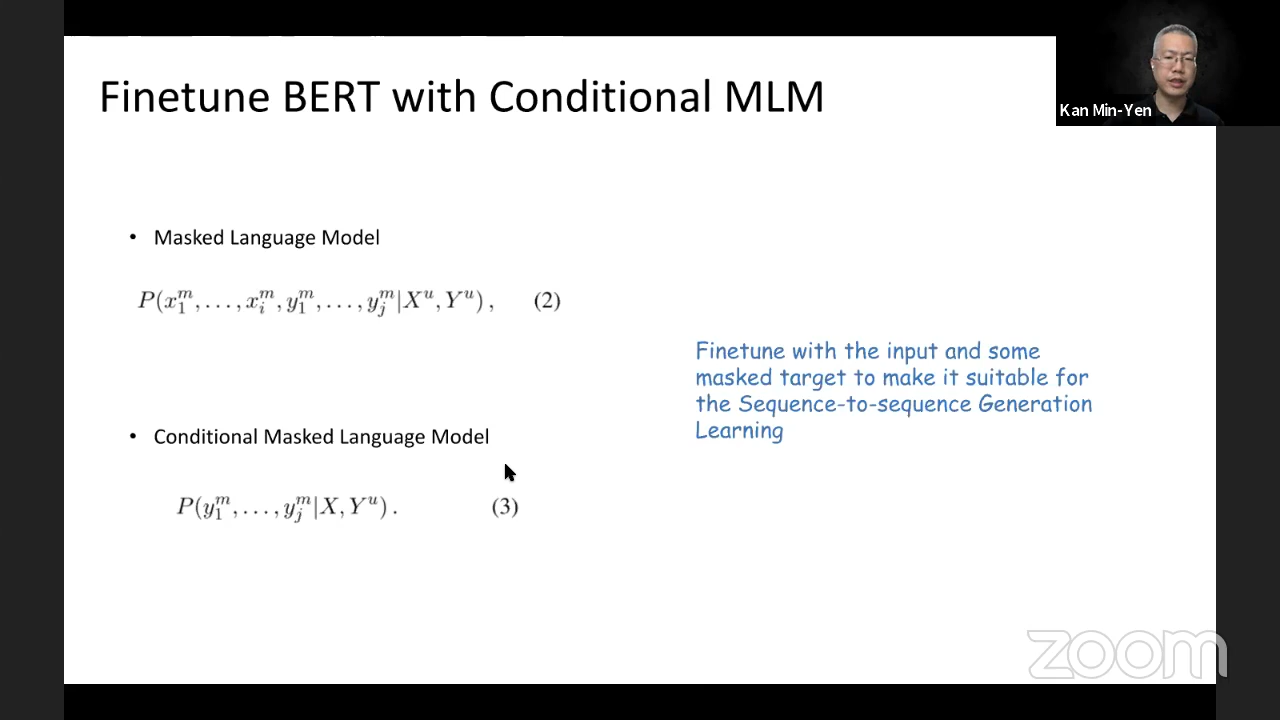 Finetune BERT with Conditional MLM
Kan Min-Yen
• Masked Language Model
P(x_1^m, . . . , x_i^m, y_1^m, . . . , y_j^m|X^u, Y^u) , (2)
Finetune with the input and some
masked target to make it suitable for
the Sequence-to-sequence Generation
Learning
• Conditional Masked Language Model
P(y_1^m, . . . , y_j^m|X, Y^u) . (3)
zoom